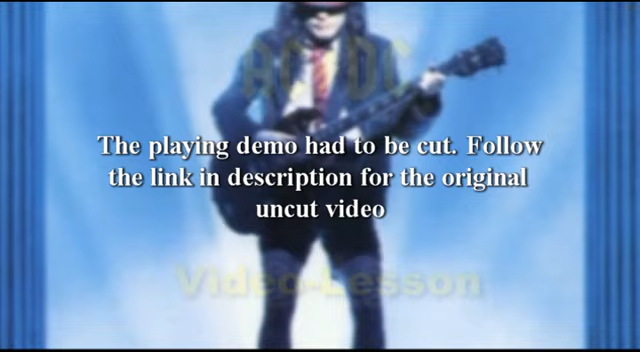 AC/DC
The playing demo had to be cut. Follow
the link in description for the original
uncut video
Video-Lesson